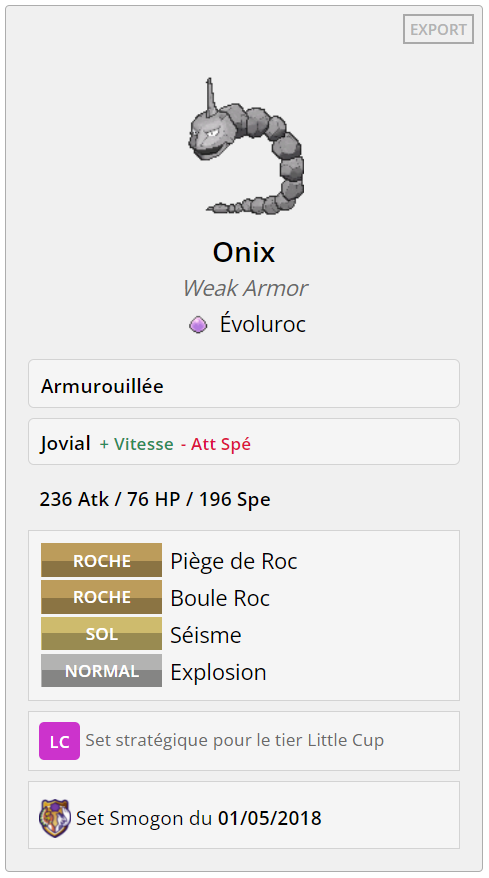 EXPORT
Onix
Weak Armor
Évoluroc
Armurouillée
Jovial + Vitesse - Att Spé
236 Atk / 76 HP / 196 Spe
ROCHE Piège de Roc
ROCHE Boule Roc
SOL Séisme
NORMAL Explosion
LC Set stratégique pour le tier Little Cup
Set Smogon du 01/05/2018